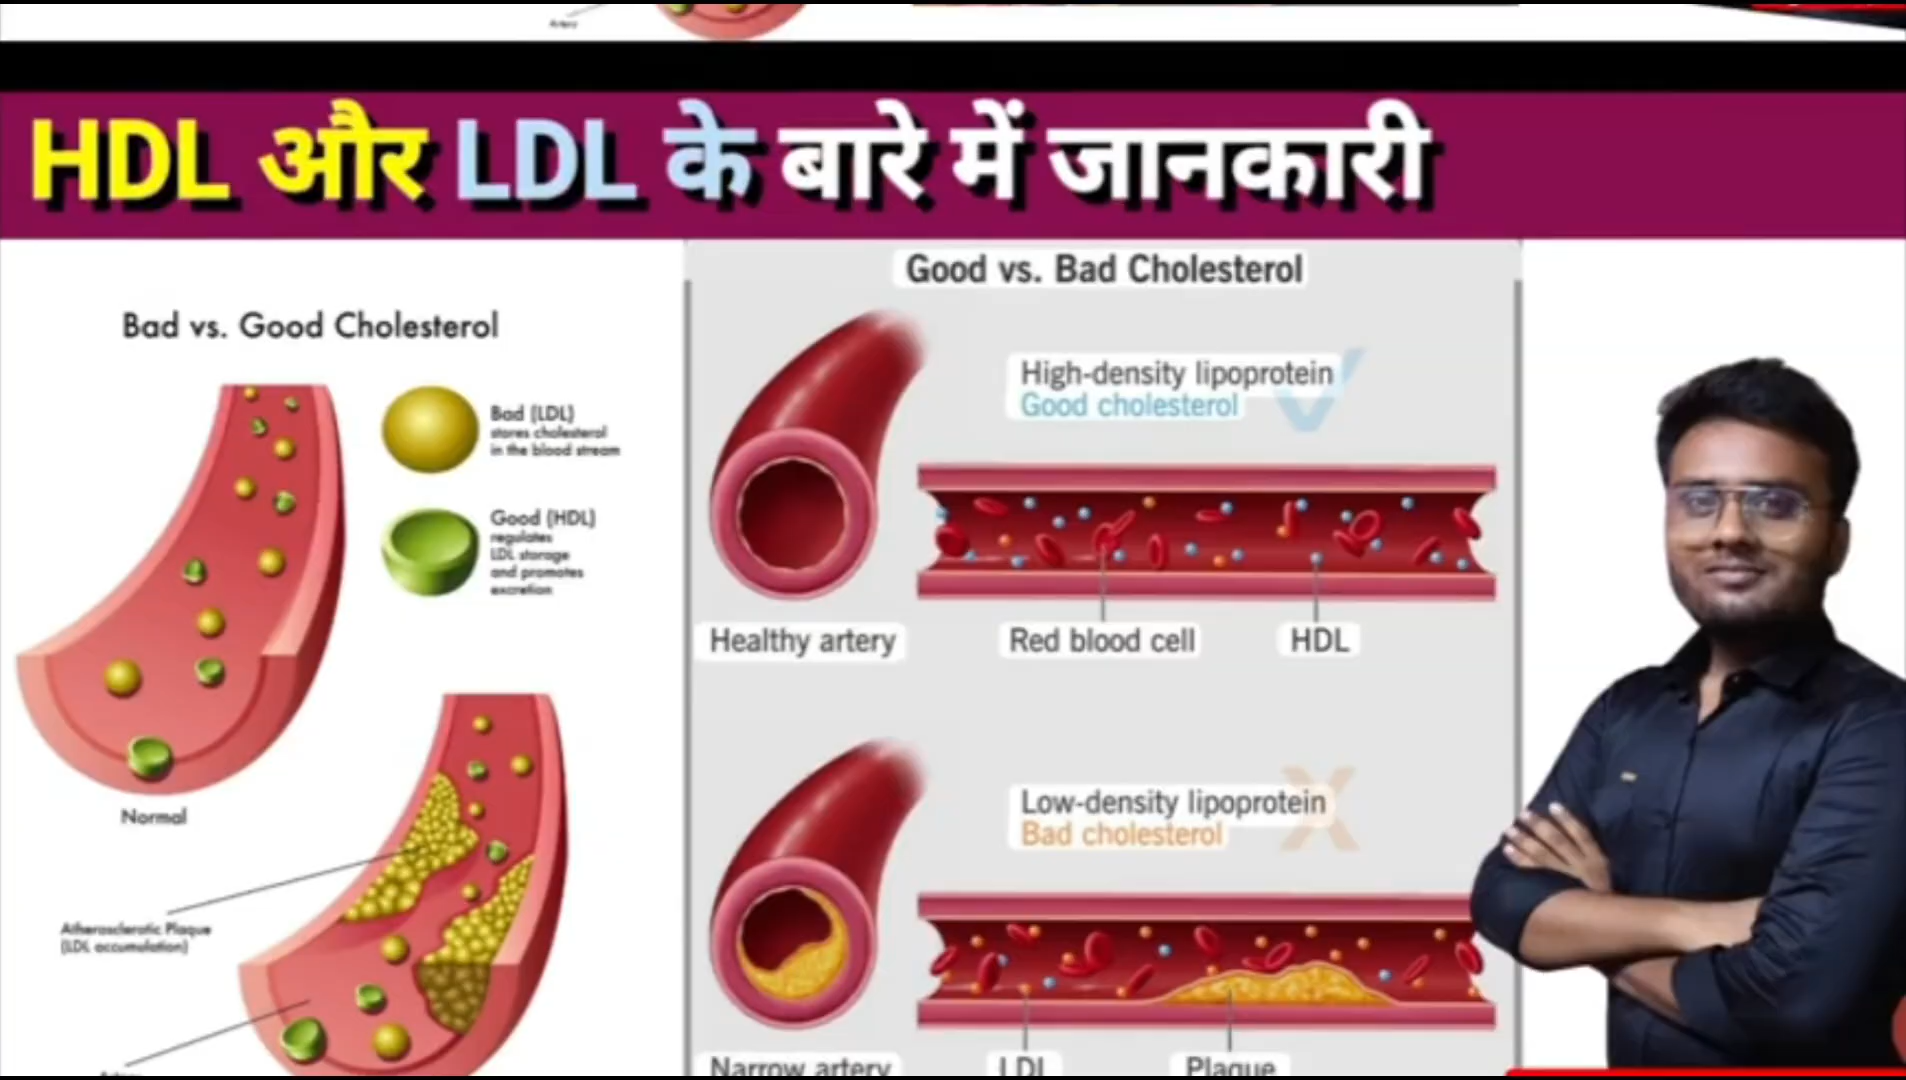 HDL और LDL के बारे में जानकारी
Bad vs. Good Cholesterol
Bad (LDL)
stores cholesterol
in the blood stream
Good (HDL)
regulates
LDL storage
and promotes
excretion
Normal
Atherosclerotic Plaque
(LDL accumulation)
Good vs. Bad Cholesterol
High-density lipoprotein
Good cholesterol
Healthy artery
Red blood cell
HDL
Low-density lipoprotein
Bad cholesterol
Narrow artery
LDL
Plaque